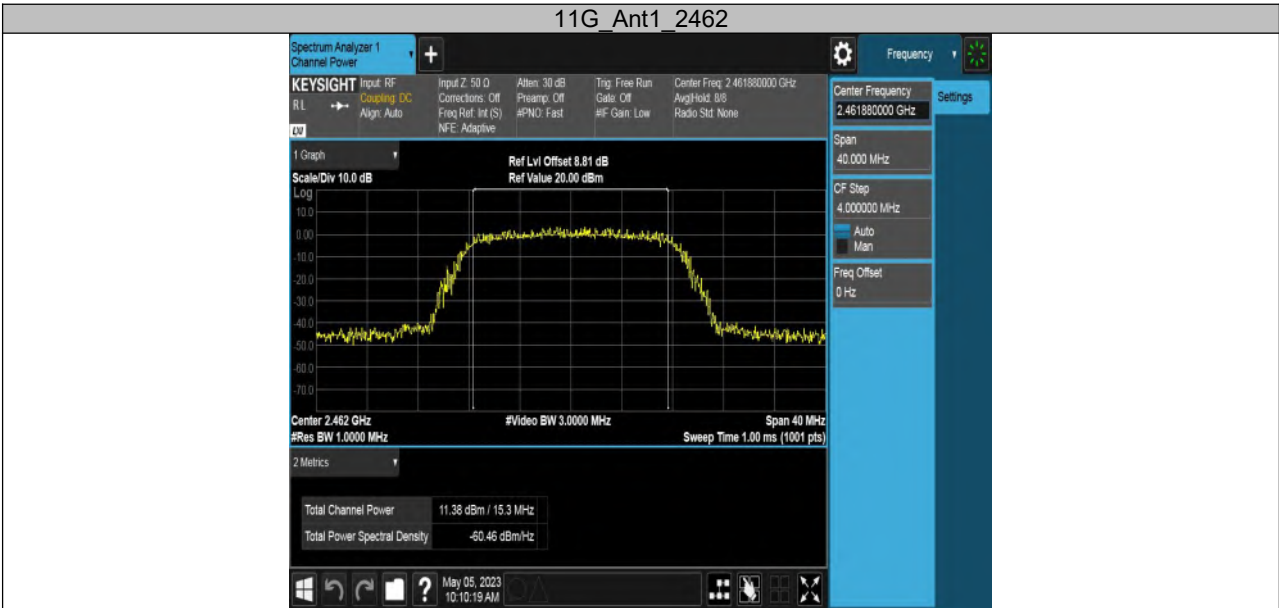 11G_Ant1_2462
Spectrum Analyzer 1
Channel Power
+
Frequency
KEYSIGHT Input: RF
RL
Coupling: DC
Align: Auto
LXI
Input Z: 50 Ω
Corrections: Off
Freq Ref: Int (S)
NFE: Adaptive
Atten: 30 dB
Preamp: Off
#PNO: Fast
Trig: Free Run
Gate: Off
#IF Gain: Low
Center Freq: 2.461880000 GHz
Avg|Hold: 8/8
Radio Std: None
Center Frequency
2.461880000 GHz
Settings
Span
40.000 MHz
CF Step
4.000000 MHz
Auto
Man
Freq Offset
0 Hz
1 Graph
Scale/Div 10.0 dB
Ref Lvl Offset 8.81 dB
Ref Value 20.00 dBm
Log
10.0
0.00
-10.0
-20.0
-30.0
-40.0
-50.0
-60.0
-70.0
Center 2.462 GHz
#Res BW 1.0000 MHz
#Video BW 3.0000 MHz
Span 40 MHz
Sweep Time 1.00 ms (1001 pts)
2 Metrics
Total Channel Power 11.38 dBm / 15.3 MHz
Total Power Spectral Density -60.46 dBm/Hz
?
May 05, 2023
10:10:19 AM